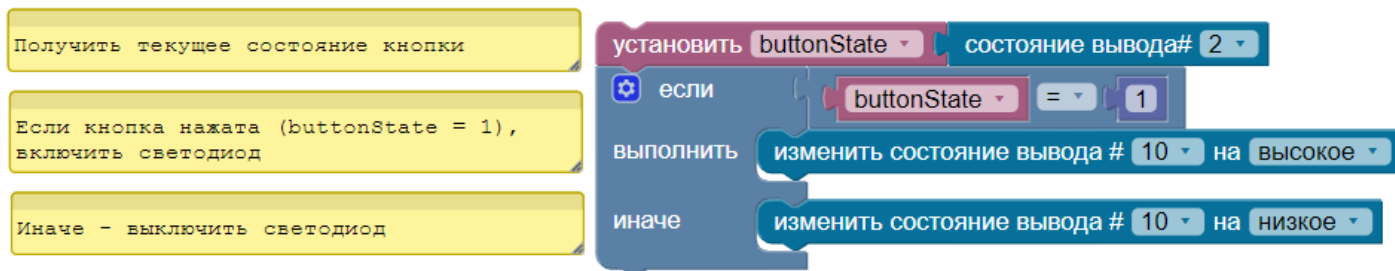 Получить текущее состояние кнопки
Если кнопка нажата (buttonState = 1),
включить светодиод
Иначе - выключить светодиод
установить buttonState состояние вывода# 2
если buttonState = 1
выполнить изменить состояние вывода # 10 на высокое
иначе изменить состояние вывода # 10 на низкое